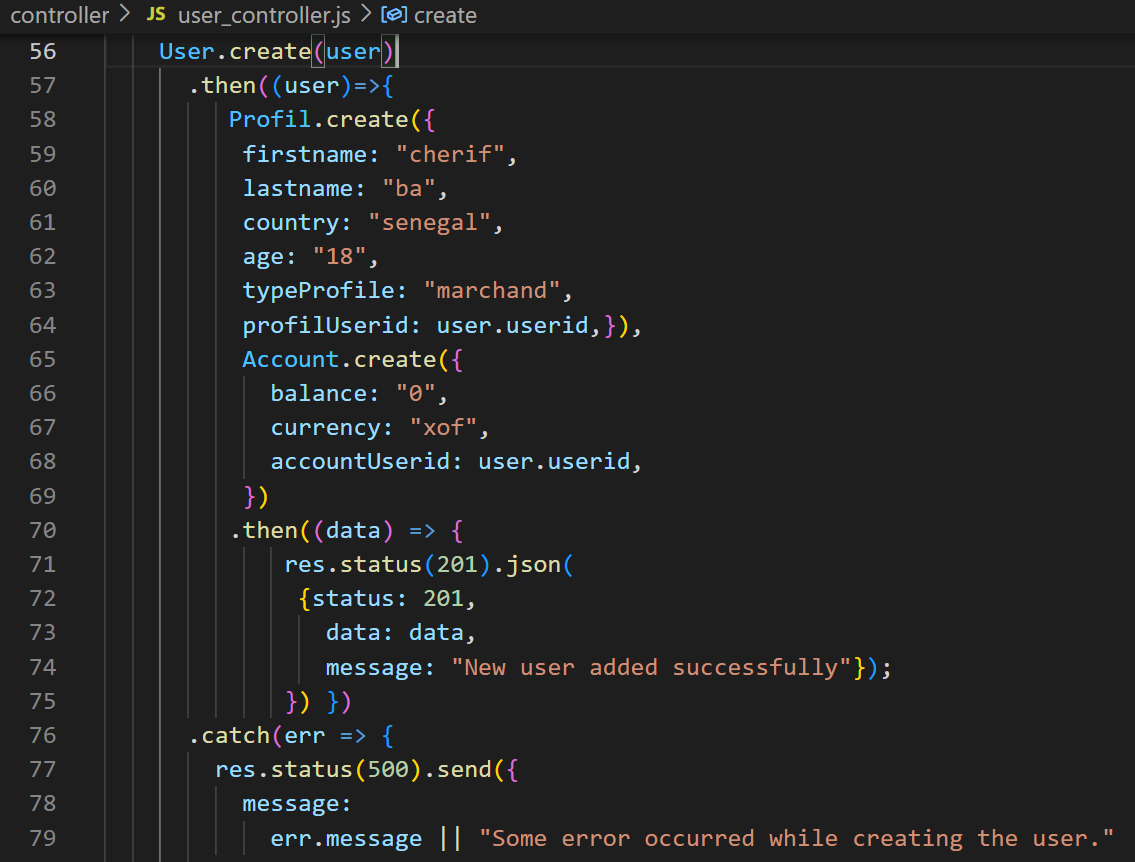 controller > JS user_controller.js > create
56 User.create(user)
57 .then((user)=>{
58 Profil.create({
59 firstname: "cherif",
60 lastname: "ba",
61 country: "senegal",
62 age: "18",
63 typeProfile: "marchand",
64 profilUserid: user.userid,}),
65 Account.create({
66 balance: "0",
67 currency: "xof",
68 accountUserid: user.userid,
69 })
70 .then((data) => {
71 res.status(201).json(
72 {status: 201,
73 data: data,
74 message: "New user added successfully"});
75 }) })
76 .catch(err => {
77 res.status(500).send({
78 message:
79 err.message || "Some error occurred while creating the user."